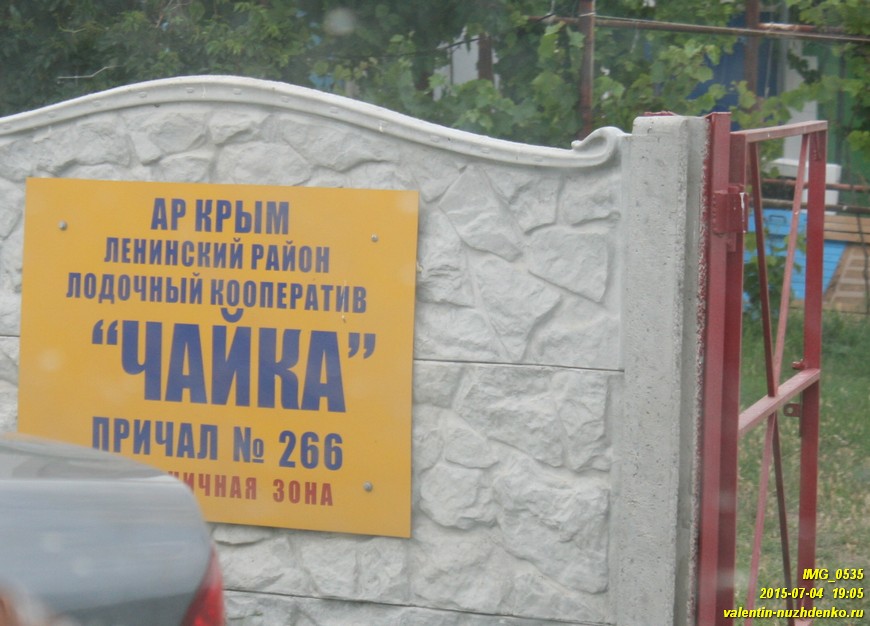 АР КРЫМ
ЛЕНИНСКИЙ РАЙОН
ЛОДОЧНЫЙ КООПЕРАТИВ
“ЧАЙКА”
ПРИЧАЛ № 266
ЗОНА
IMG_0535
2015-07-04 19:05
valentin-nuzhdenko.ru